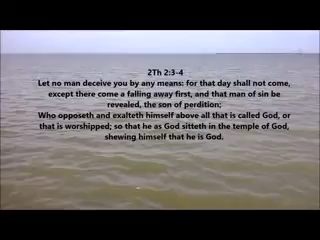 2Th 2:3-4
Let no man deceive you by any means: for that day shall not come,
except there come a falling away first, and that man of sin be
revealed, the son of perdition;
Who opposeth and exalteth himself above all that is called God, or
that is worshipped; so that he as God sitteth in the temple of God,
shewing himself that he is God.